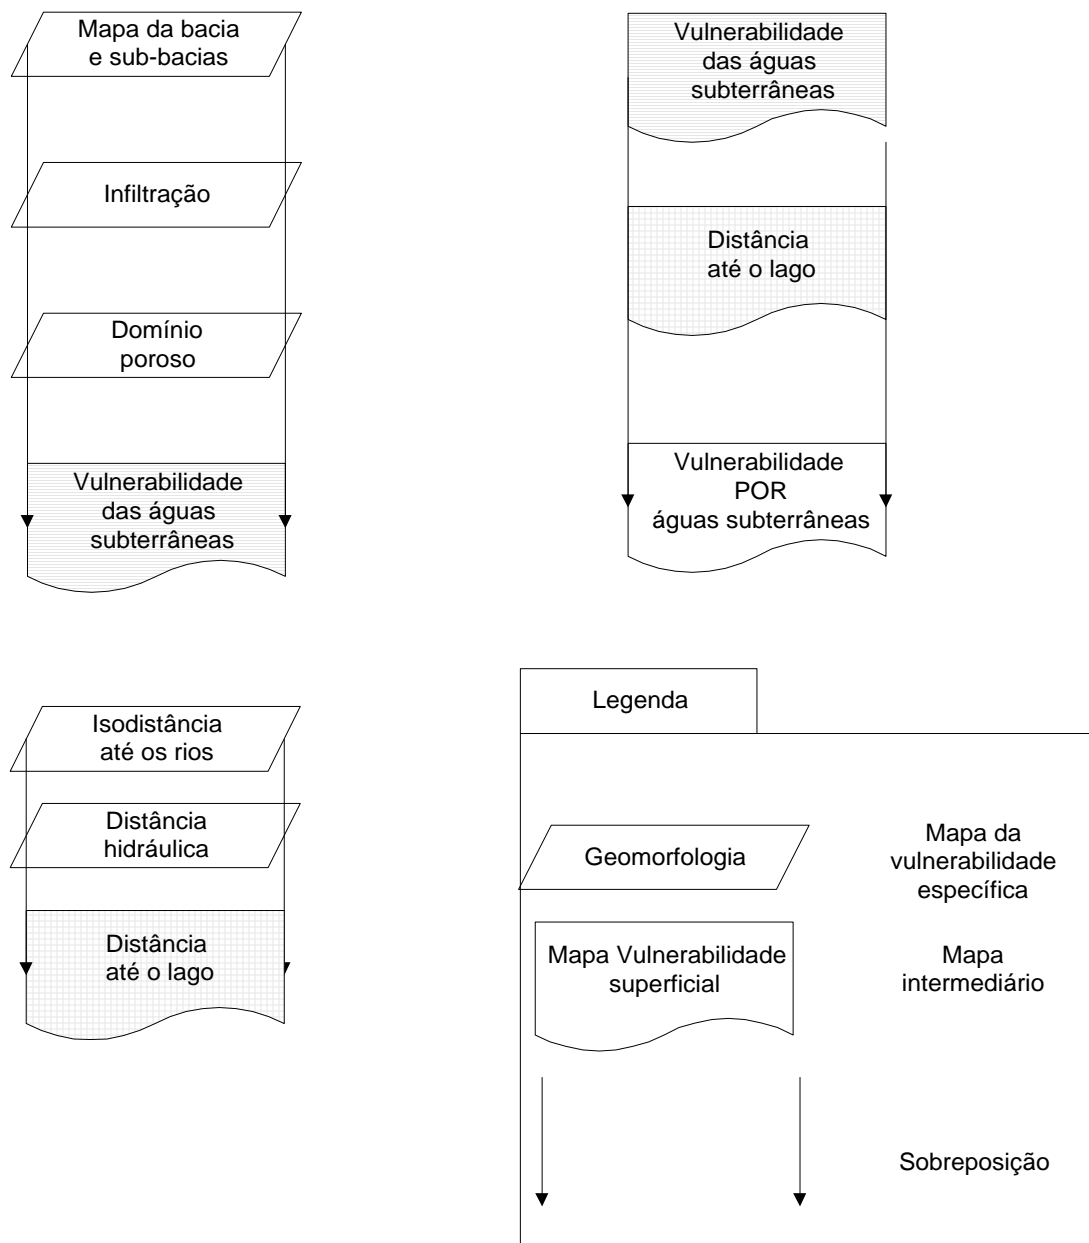 Mapa da bacia
e sub-bacias
Infiltração
Domínio
poroso
Vulnerabilidade
das águas
subterrâneas
Vulnerabilidade
das águas
subterrâneas
Distância
até o lago
Vulnerabilidade
POR
águas subterrâneas
Isodistância
até os rios
Distância
hidráulica
Distância
até o lago
Legenda
Geomorfologia
Mapa da
vulnerabilidade
específica
Mapa Vulnerabilidade
superficial
Mapa
intermediário
Sobreposição